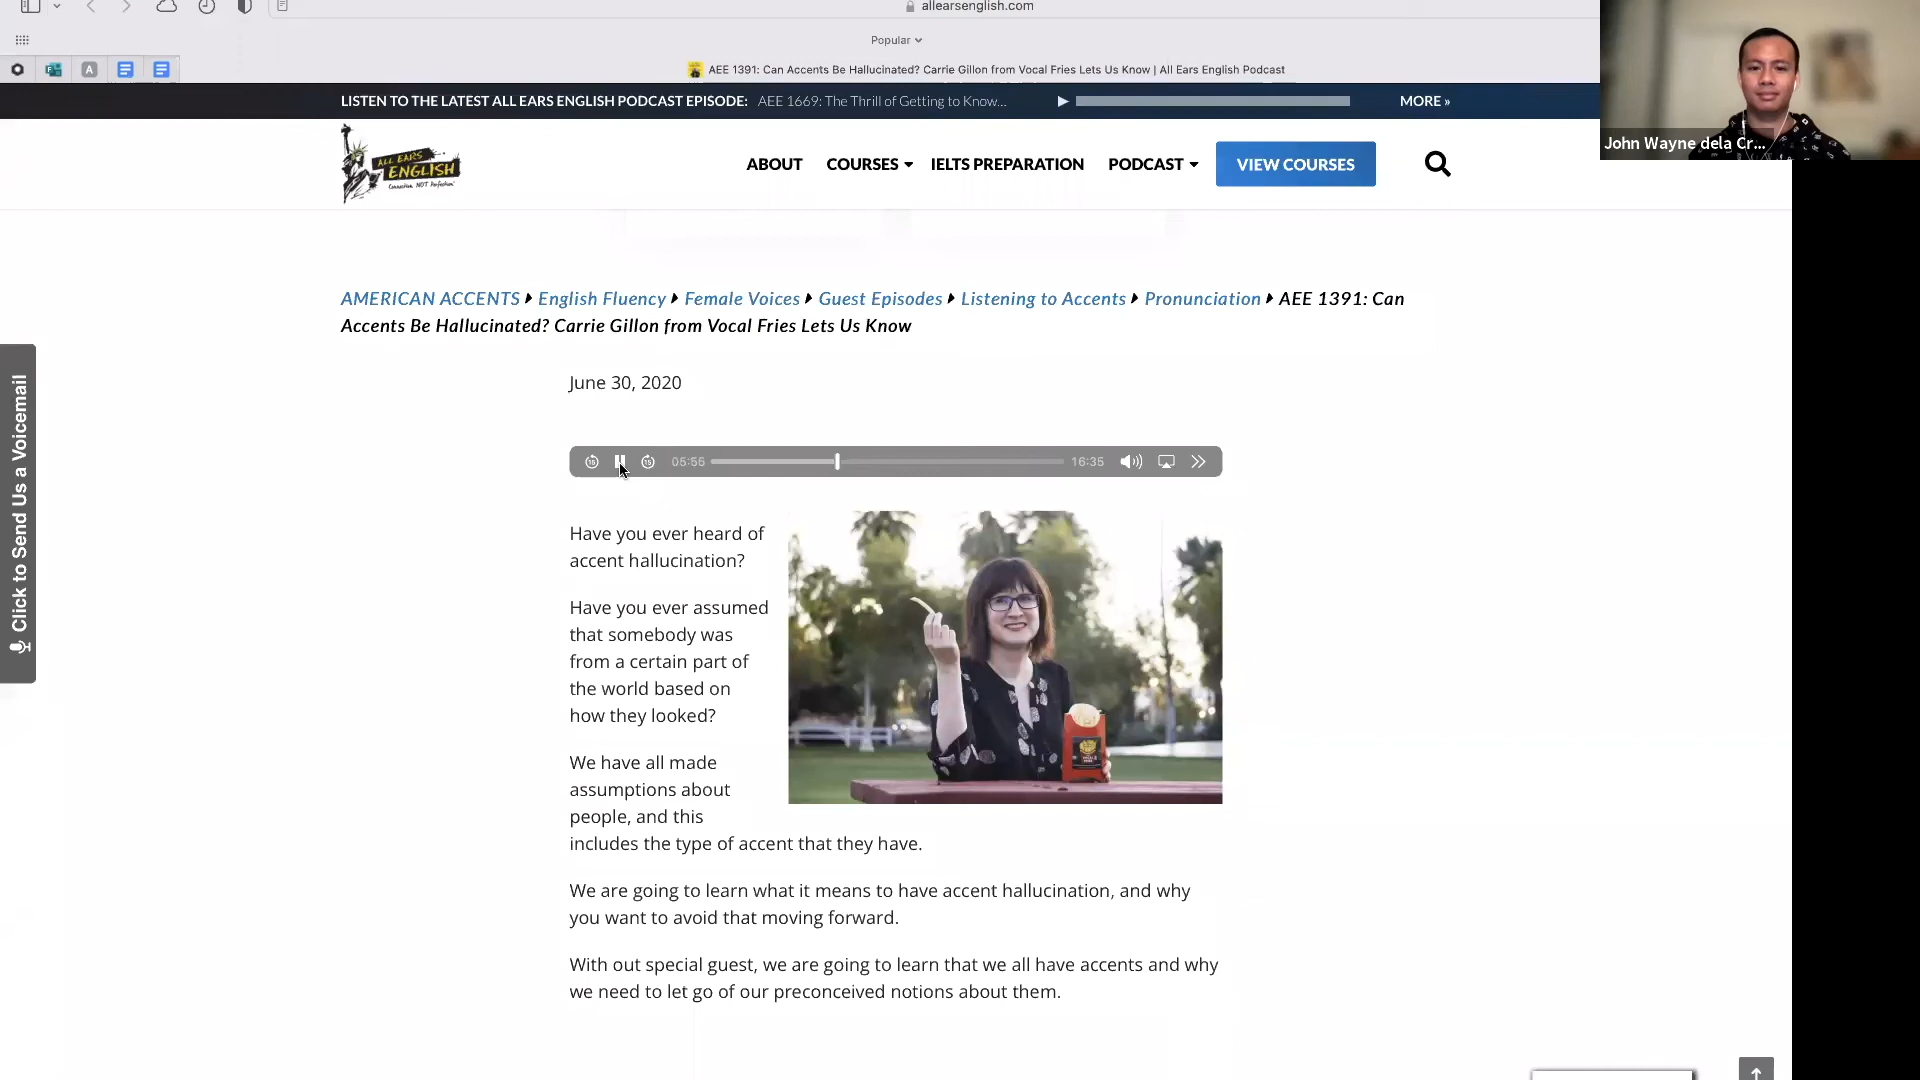 allearsenglish.com
Popular
A
AEE 1391: Can Accents Be Hallucinated? Carrie Gillon from Vocal Fries Lets Us Know | All Ears English Podcast
LISTEN TO THE LATEST ALL EARS ENGLISH PODCAST EPISODE: AEE 1669: The Thrill of Getting to Know... MORE »
John Wayne dela Cr...
ALL EARS
ENGLISH
Connection NOT Perfection
ABOUT COURSES IELTS PREPARATION PODCAST VIEW COURSES
AMERICAN ACCENTS English Fluency Female Voices Guest Episodes Listening to Accents Pronunciation AEE 1391: Can
Accents Be Hallucinated? Carrie Gillon from Vocal Fries Lets Us Know
Click to Send Us a Voicemail
June 30, 2020
15 15 05:56 16:35
Have you ever heard of
accent hallucination?
Have you ever assumed
that somebody was
from a certain part of
the world based on
how they looked?
We have all made
assumptions about
people, and this
includes the type of accent that they have.
We are going to learn what it means to have accent hallucination, and why
you want to avoid that moving forward.
With out special guest, we are going to learn that we all have accents and why
we need to let go of our preconceived notions about them.